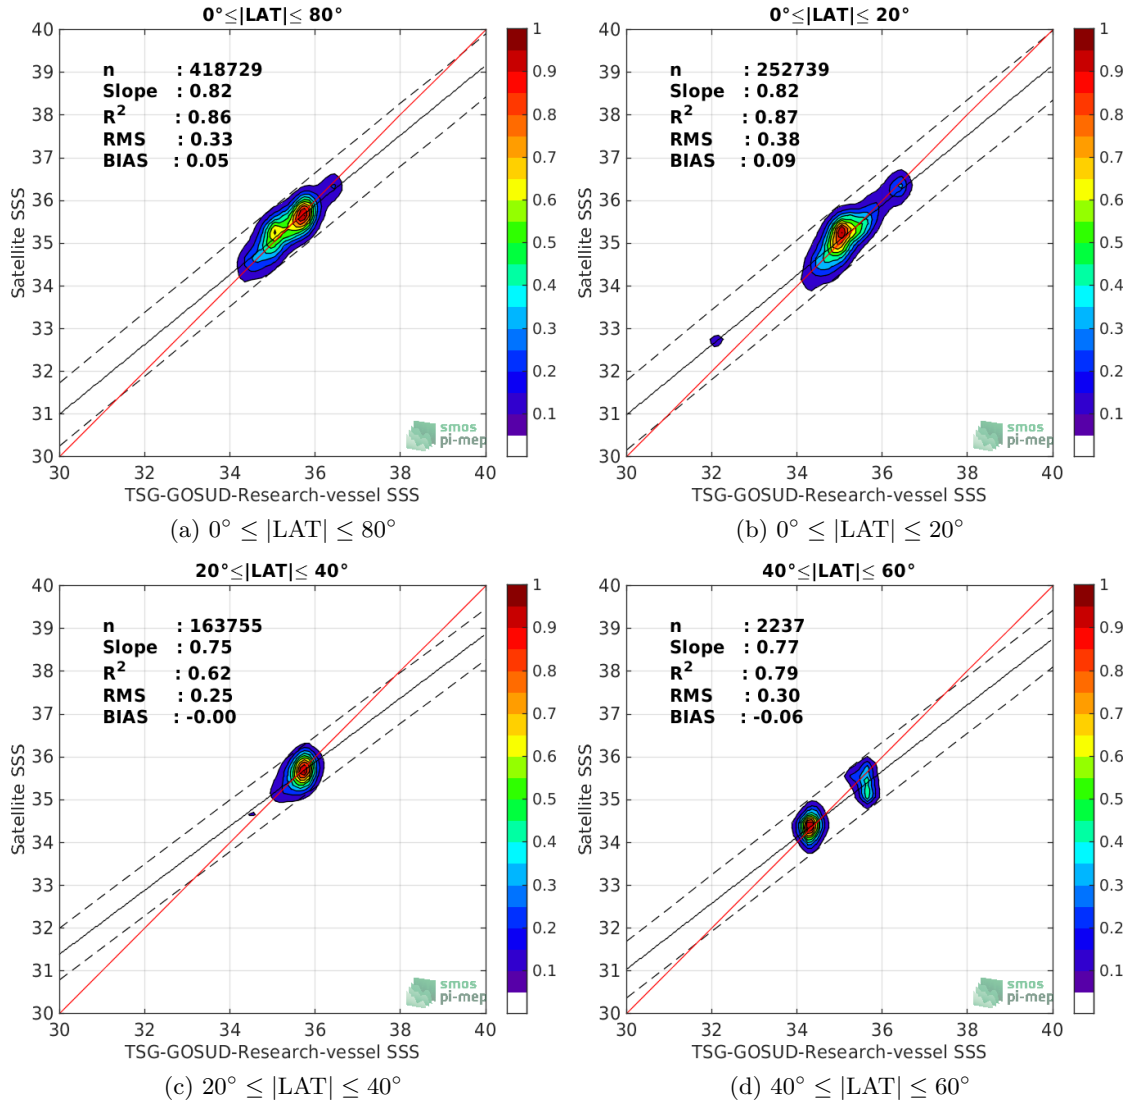 0°≤|LAT|≤ 80°
n : 418729
Slope : 0.82
R² : 0.86
RMS : 0.33
BIAS : 0.05
Satellite SSS
40
39
38
37
36
35
34
33
32
31
30
30 32 34 36 38 40
TSG-GOSUD-Research-vessel SSS
1
0.9
0.8
0.7
0.6
0.5
0.4
0.3
0.2
0.1
smos
pi-mep
(a) 0° ≤ |LAT| ≤ 80°
0°≤|LAT|≤ 20°
n : 252739
Slope : 0.82
R² : 0.87
RMS : 0.38
BIAS : 0.09
Satellite SSS
40
39
38
37
36
35
34
33
32
31
30
30 32 34 36 38 40
TSG-GOSUD-Research-vessel SSS
1
0.9
0.8
0.7
0.6
0.5
0.4
0.3
0.2
0.1
smos
pi-mep
(b) 0° ≤ |LAT| ≤ 20°
20°≤|LAT|≤ 40°
n : 163755
Slope : 0.75
R² : 0.62
RMS : 0.25
BIAS : -0.00
Satellite SSS
40
39
38
37
36
35
34
33
32
31
30
30 32 34 36 38 40
TSG-GOSUD-Research-vessel SSS
1
0.9
0.8
0.7
0.6
0.5
0.4
0.3
0.2
0.1
smos
pi-mep
(c) 20° ≤ |LAT| ≤ 40°
40°≤|LAT|≤ 60°
n : 2237
Slope : 0.77
R² : 0.79
RMS : 0.30
BIAS : -0.06
Satellite SSS
40
39
38
37
36
35
34
33
32
31
30
30 32 34 36 38 40
TSG-GOSUD-Research-vessel SSS
1
0.9
0.8
0.7
0.6
0.5
0.4
0.3
0.2
0.1
smos
pi-mep
(d) 40° ≤ |LAT| ≤ 60°